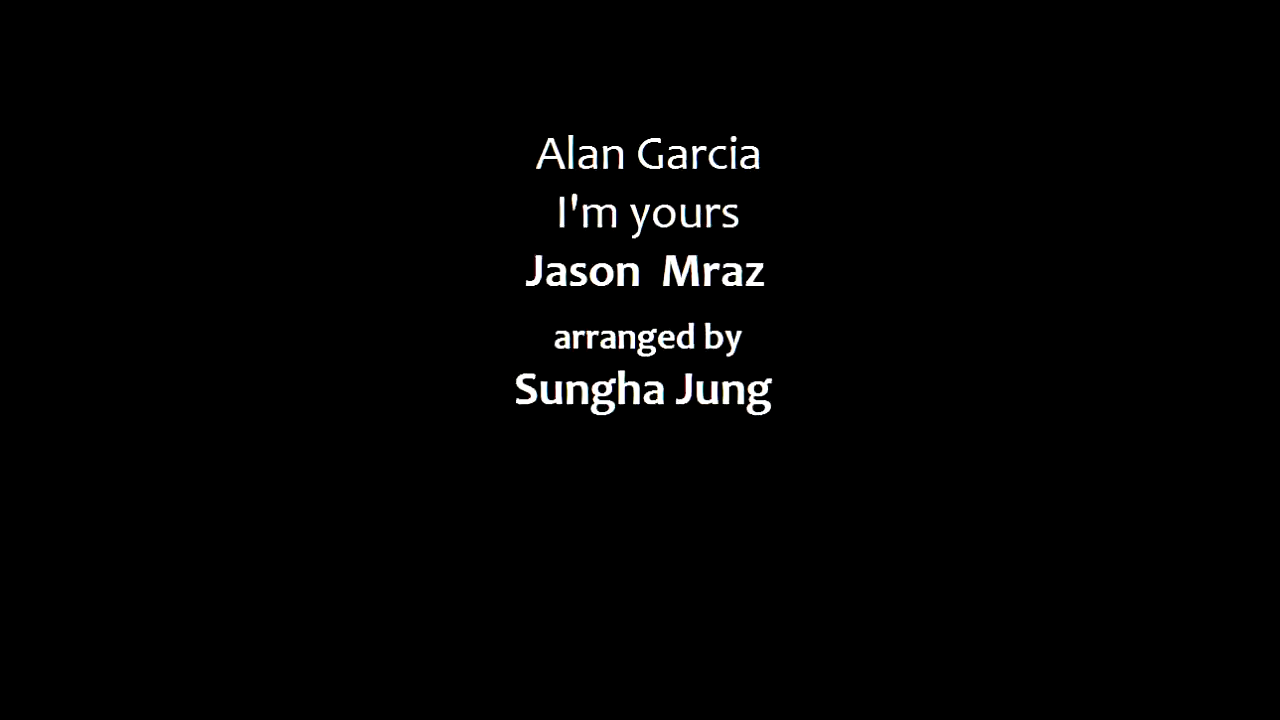 Alan Garcia
I'm yours
Jason Mraz
arranged by
Sungha Jung